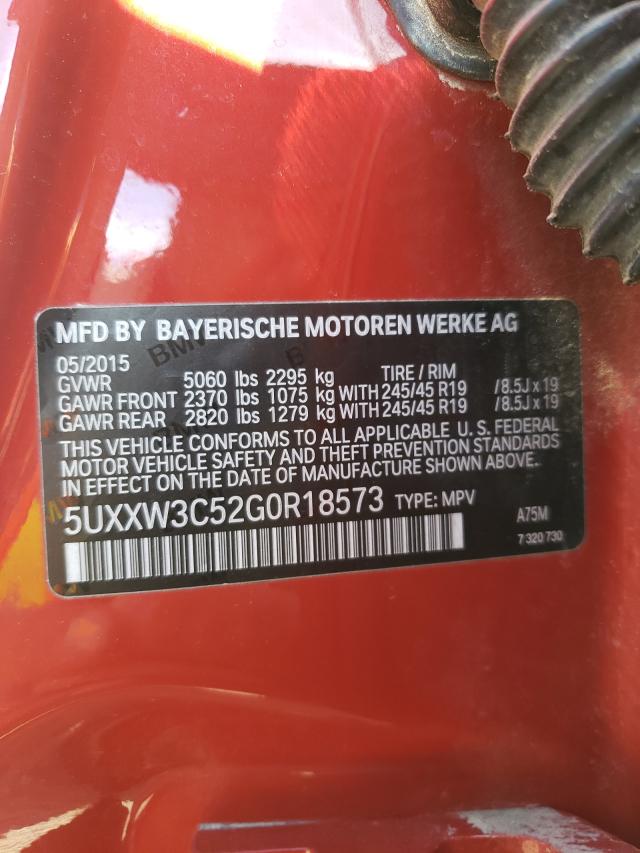 MFD BY BAYERISCHE MOTOREN WERKE AG
05/2015
GVWR 5060 lbs 2295 kg TIRE / RIM
GAWR FRONT 2370 lbs 1075 kg WITH 245/45 R19 / 8.5J x 19
GAWR REAR 2820 lbs 1279 kg WITH 245/45 R19 / 8.5J x 19
THIS VEHICLE CONFORMS TO ALL APPLICABLE U. S. FEDERAL
MOTOR VEHICLE SAFETY AND THEFT PREVENTION STANDARDS
IN EFFECT ON THE DATE OF MANUFACTURE SHOWN ABOVE.
5UXXW3C52G0R18573 TYPE: MPV
A75M
7 320 730